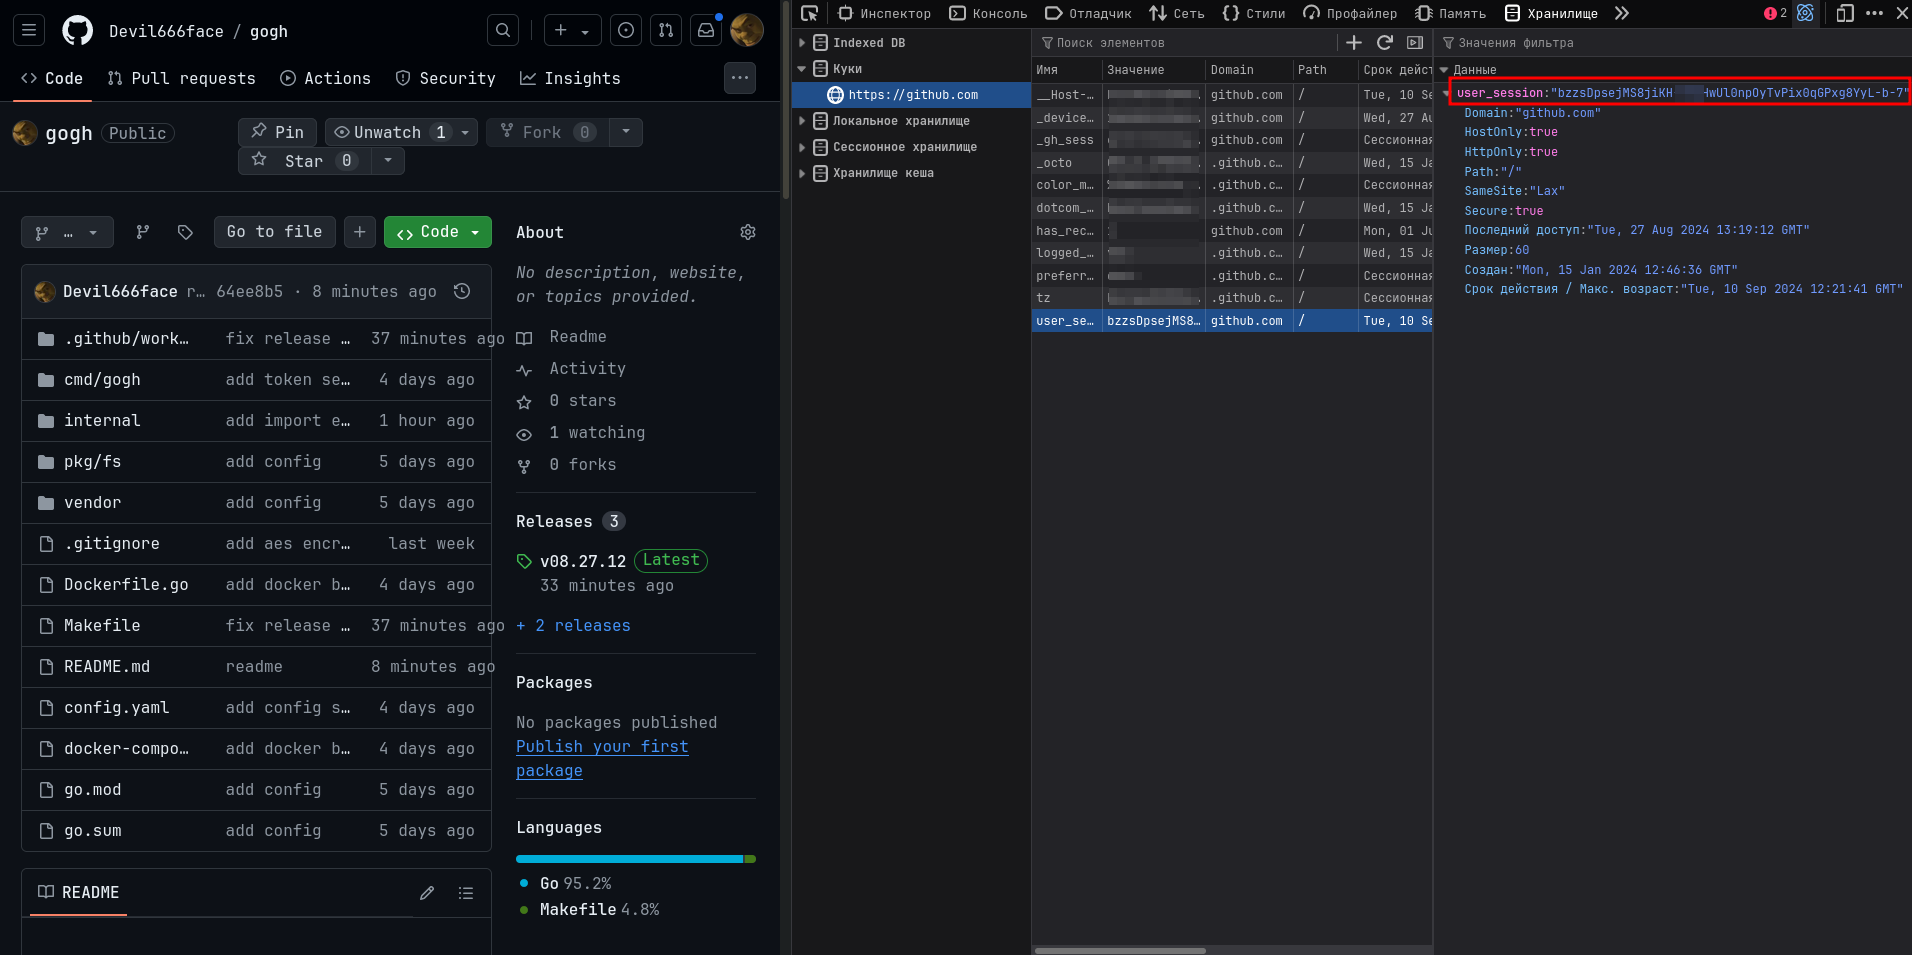 Devil666face / gogh
Code
Pull requests
Actions
Security
Insights
gogh Public
Pin
Unwatch 1
Fork 0
Star 0
...
Go to file
Code
Devil666face r… 64ee8b5 · 8 minutes ago
.github/work… fix release … 37 minutes ago
cmd/gogh add token se… 4 days ago
internal add import e… 1 hour ago
pkg/fs add config 5 days ago
vendor add config 5 days ago
.gitignore add aes encr… last week
Dockerfile.go add docker b… 4 days ago
Makefile fix release … 37 minutes ago
README.md readme 8 minutes ago
config.yaml add config s… 4 days ago
docker-compo… add docker b… 4 days ago
go.mod add config 5 days ago
go.sum add config 5 days ago
README
About
No description, website,
or topics provided.
Readme
Activity
0 stars
1 watching
0 forks
Releases 3
v08.27.12 Latest
33 minutes ago
+ 2 releases
Packages
No packages published
Publish your first
package
Languages
Go 95.2%
Makefile 4.8%
Инспектор
Консоль
Отладчик
Сеть
Стили
Профайлер
Память
Хранилище
2
Indexed DB
Куки
https://github.com
Локальное хранилище
Сессионное хранилище
Хранилище кеша
Поиск элементов
Имя Значение Domain Path Срок дейст
__Host-… github.com / Tue, 10 Se
_device… github.com / Wed, 27 Au
_gh_sess github.com / Сессионная
_octo .github.c… / Wed, 15 Ja
color_m… .github.c… / Сессионная
dotcom_… .github.c… / Wed, 15 Ja
has_rec… github.com / Mon, 01 Ju
logged_… .github.c… / Wed, 15 Ja
preferr… .github.c… / Сессионная
tz .github.c… / Сессионная
user_se… bzzsDpsejMS8… github.com / Tue, 10 Se
Значения фильтра
Данные
user_session:"bzzsDpsejMS8jiKH HwUl0npOyTvPix0qGPxg8YyL-b-7"
Domain:"github.com"
HostOnly:true
HttpOnly:true
Path:"/"
SameSite:"Lax"
Secure:true
Последний доступ:"Tue, 27 Aug 2024 13:19:12 GMT"
Размер:60
Создан:"Mon, 15 Jan 2024 12:46:36 GMT"
Срок действия / Макс. возраст:"Tue, 10 Sep 2024 12:21:41 GMT"